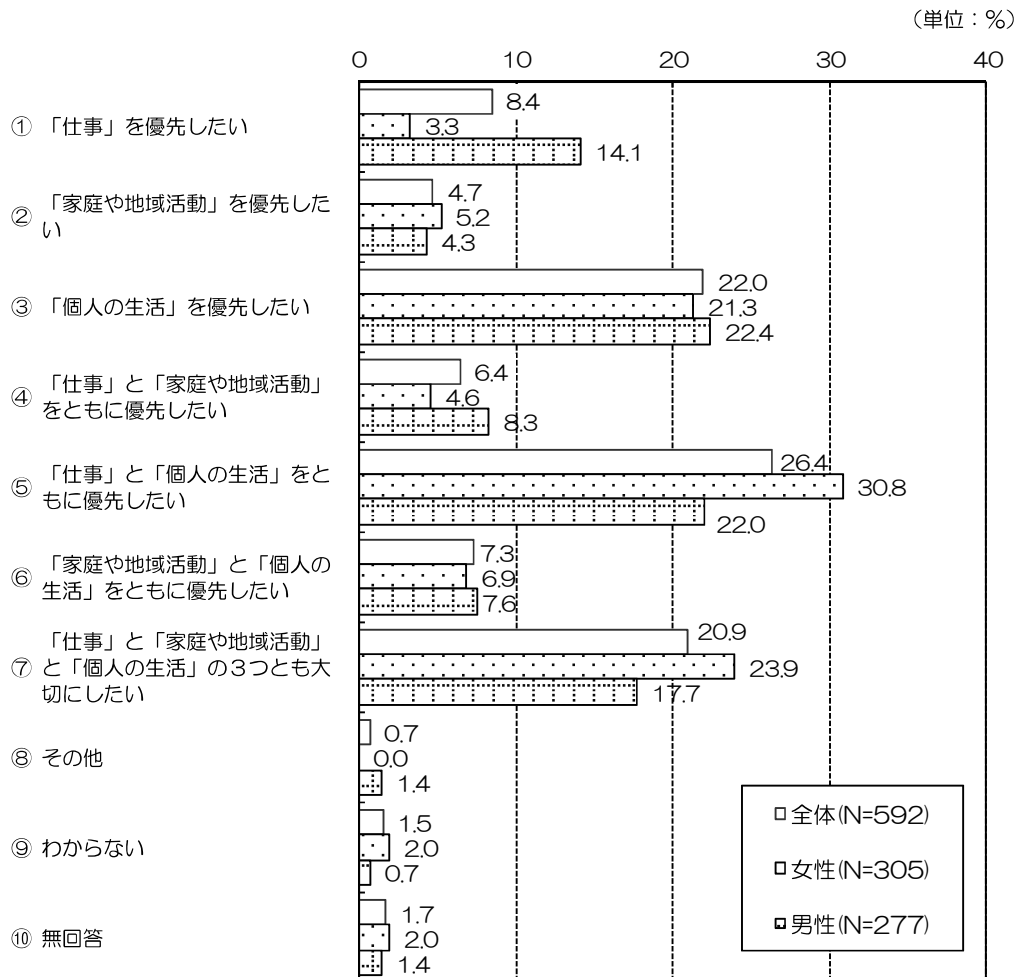 （単位：％）
0 10 20 30 40
① 「仕事」を優先したい
8.4
3.3
14.1
② 「家庭や地域活動」を優先した
い
4.7
5.2
4.3
③ 「個人の生活」を優先したい
22.0
21.3
22.4
④ 「仕事」と「家庭や地域活動」
をともに優先したい
6.4
4.6
8.3
⑤ 「仕事」と「個人の生活」をと
もに優先したい
26.4
30.8
22.0
⑥ 「家庭や地域活動」と「個人の
生活」をともに優先したい
7.3
6.9
7.6
⑦ 「仕事」と「家庭や地域活動」
と「個人の生活」の３つとも大
切にしたい
20.9
23.9
17.7
⑧ その他
0.7
0.0
1.4
⑨ わからない
1.5
2.0
0.7
⑩ 無回答
1.7
2.0
1.4
全体(N=592)
女性(N=305)
男性(N=277)